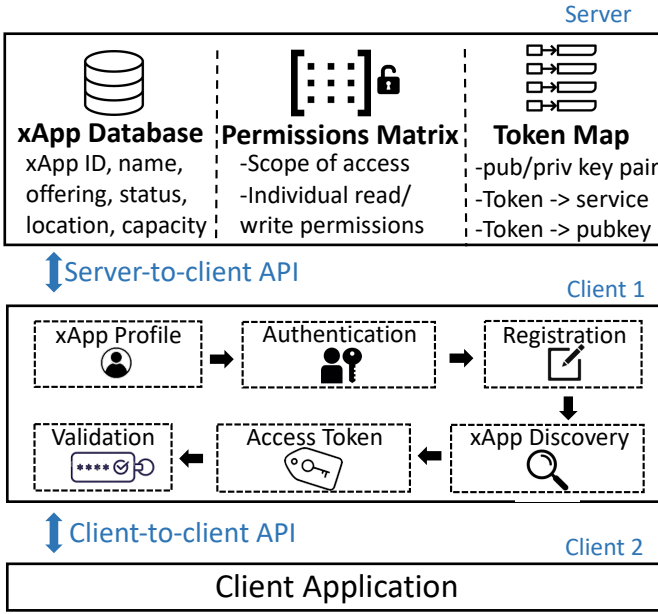 Server
xApp Database
xApp ID, name,
offering, status,
location, capacity
Permissions Matrix
-Scope of access
-Individual read/
write permissions
Token Map
-pub/priv key pair
-Token -> service
-Token -> pubkey
Server-to-client API
Client 1
xApp Profile
Authentication
Registration
Validation
****
Access Token
xApp Discovery
Client-to-client API
Client 2
Client Application